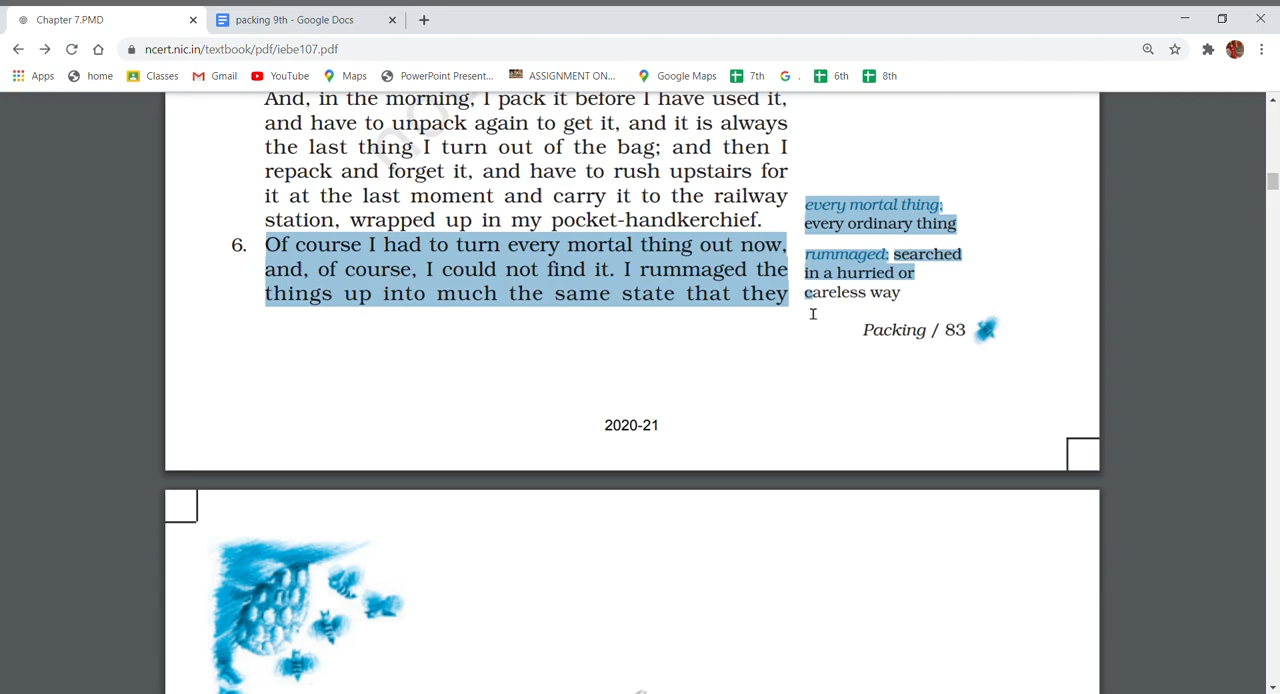 Chapter 7.PMD
packing 9th - Google Docs
ncert.nic.in/textbook/pdf/iebe107.pdf
Apps home Classes Gmail YouTube Maps PowerPoint Present... ASSIGNMENT ON... Google Maps 7th . 6th 8th
And, in the morning, I pack it before I have used it,
and have to unpack again to get it, and it is always
the last thing I turn out of the bag; and then I
repack and forget it, and have to rush upstairs for
it at the last moment and carry it to the railway
station, wrapped up in my pocket-handkerchief.
6. Of course I had to turn every mortal thing out now,
and, of course, I could not find it. I rummaged the
things up into much the same state that they
every mortal thing:
every ordinary thing
rummaged: searched
in a hurried or
careless way
Packing / 83
2020-21